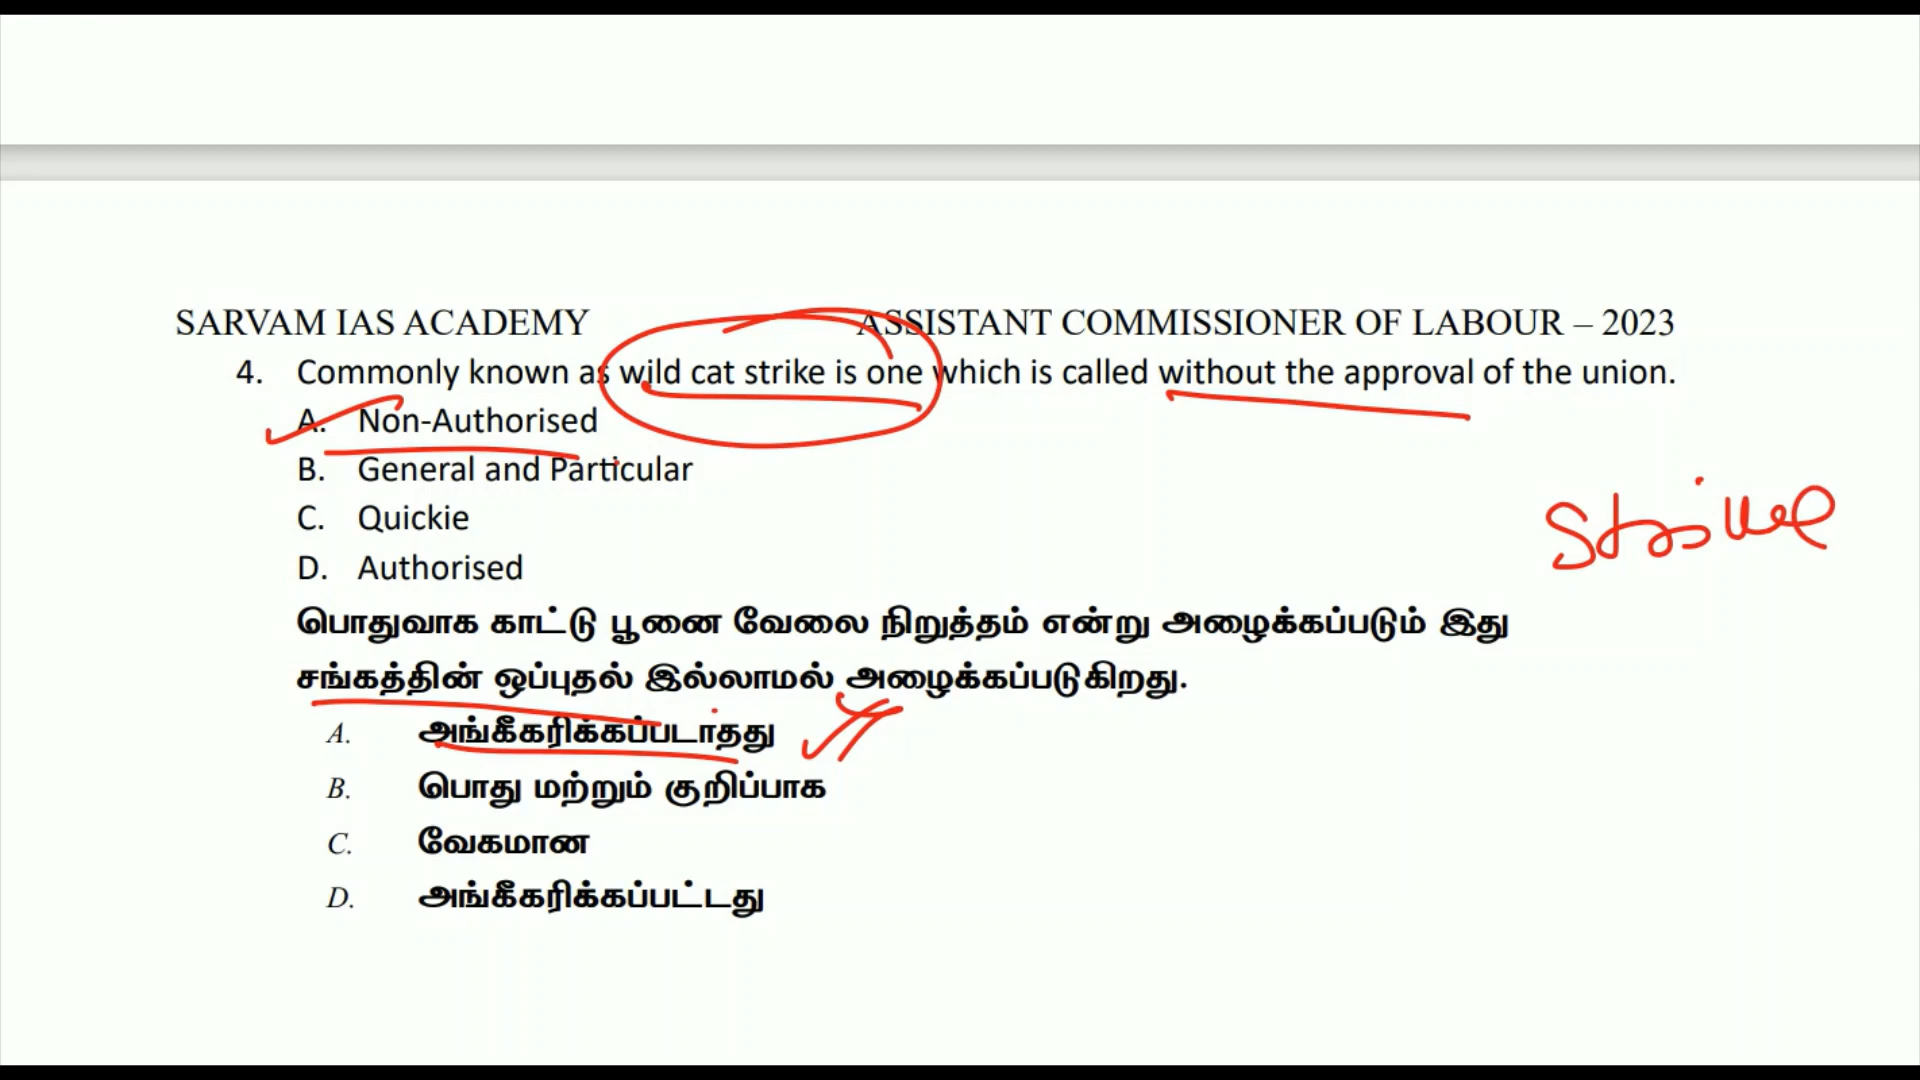 SARVAM IAS ACADEMY ASSISTANT COMMISSIONER OF LABOUR – 2023
4. Commonly known as wild cat strike is one which is called without the approval of the union.
A. Non-Authorised
B. General and Particular
C. Quickie
D. Authorised
Strike
பொதுவாக காட்டு பூனை வேலை நிறுத்தம் என்று அழைக்கப்படும் இது
சங்கத்தின் ஒப்புதல் இல்லாமல் அழைக்கப்படுகிறது.
A. அங்கீகரிக்கப்படாதது
B. பொது மற்றும் குறிப்பாக
C. வேகமான
D. அங்கீகரிக்கப்பட்டது